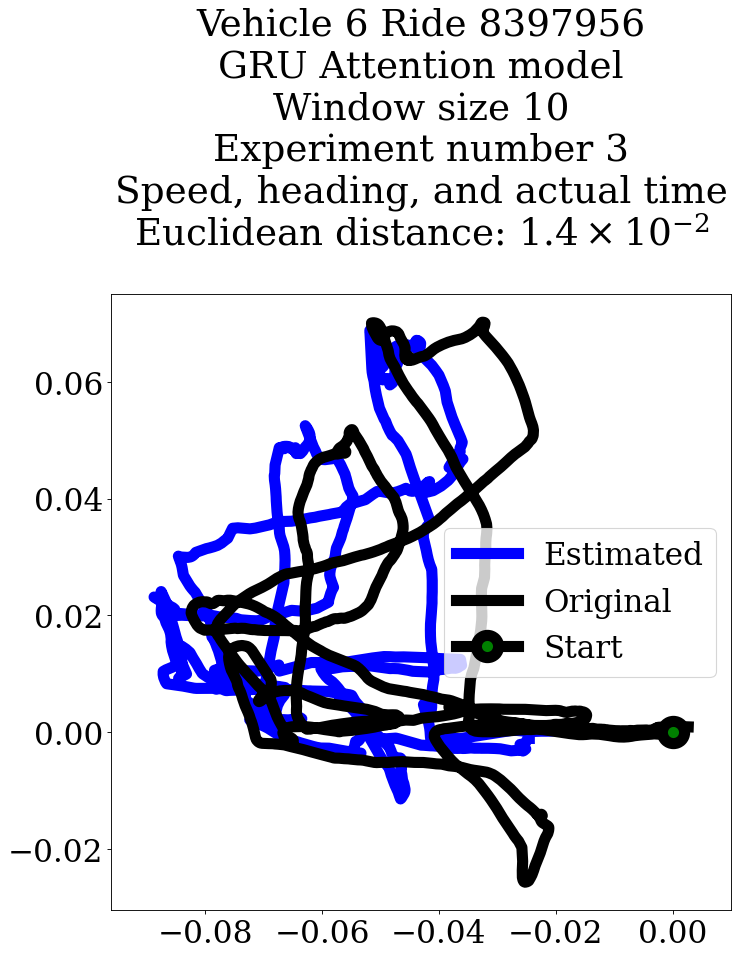 Vehicle 6 Ride 8397956
GRU Attention model
Window size 10
Experiment number 3
Speed, heading, and actual time
Euclidean distance: 1.4 × 10⁻²
0.06
0.04
0.02
0.00
−0.02
Estimated
Original
Start
−0.08 −0.06 −0.04 −0.02 0.00